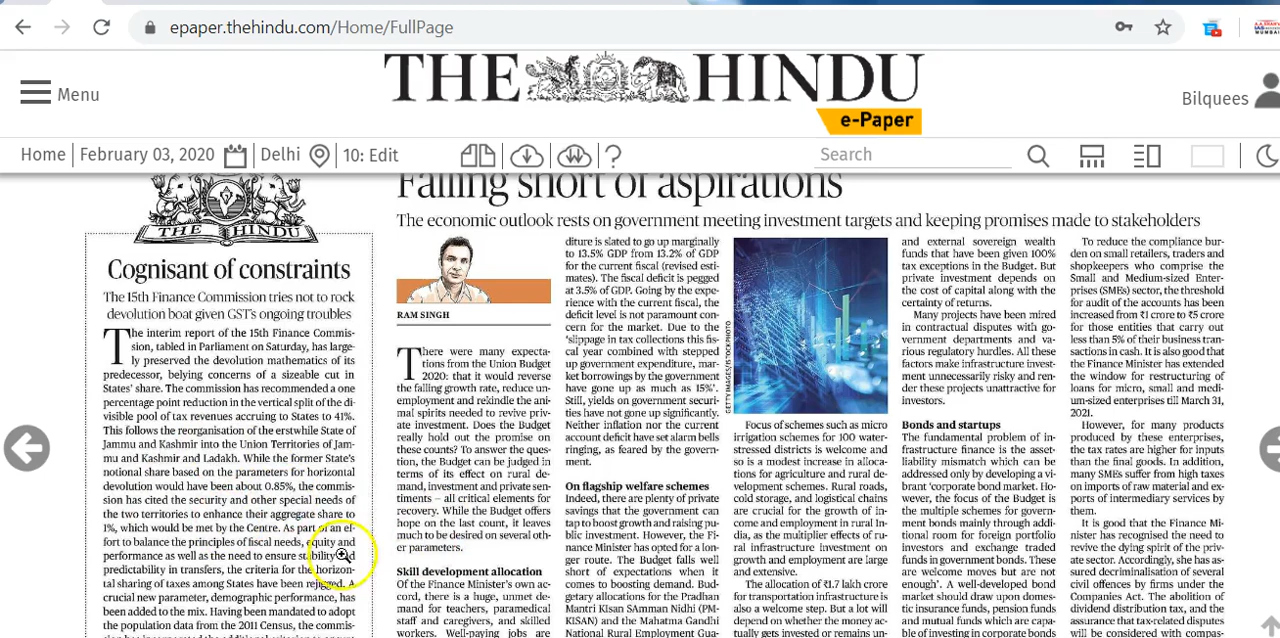 epaper.thehindu.com/Home/FullPage
Menu
THE HINDU
e-Paper
Bilquees
Home
February 03, 2020
Delhi
10: Edit
?
Search
THE HINDU
Cognisant of constraints
The 15th Finance Commission tries not to rock
devolution boat given GST's ongoing troubles
The interim report of the 15th Finance Commis-
sion, tabled in Parliament on Saturday, has large-
ly preserved the devolution mathematics of its
predecessor, belying concerns of a sizeable cut in
States' share. The commission has recommended a one
percentage point reduction in the vertical split of the di-
visible pool of tax revenues accruing to States to 41%.
This follows the reorganisation of the erstwhile State of
Jammu and Kashmir into the Union Territories of Jam-
mu and Kashmir and Ladakh. While the former State's
notional share based on the parameters for horizontal
devolution would have been about 0.85%, the commis-
sion has cited the security and other special needs of
the two territories to enhance their aggregate share to
1%, which would be met by the Centre. As part of an ef-
fort to balance the principles of fiscal needs, equity and
performance as well as the need to ensure stability and
predictability in transfers, the criteria for the horizon-
tal sharing of taxes among States have been rejigged. A
crucial new parameter, demographic performance, has
been added to the mix. Having been mandated to adopt
the population data from the 2011 Census, the commis-
Falling short of aspirations
The economic outlook rests on government meeting investment targets and keeping promises made to stakeholders
RAM SINGH
There were many expecta-
tions from the Union Budget
2020: that it would reverse
the falling growth rate, reduce un-
employment and rekindle the ani-
mal spirits needed to revive priv-
ate investment. Does the Budget
really hold out the promise on
these counts? To answer the ques-
tion, the Budget can be judged in
terms of its effect on rural de-
mand, investment and private sen-
timents – all critical elements for
recovery. While the Budget offers
hope on the last count, it leaves
much to be desired on several oth-
er parameters.
Skill development allocation
Of the Finance Minister's own ac-
cord, there is a huge, unmet de-
mand for teachers, paramedical
staff and caregivers, and skilled
workers. Well-paying jobs are
diture is slated to go up marginally
to 13.5% GDP from 13.2% of GDP
for the current fiscal (revised esti-
mates). The fiscal deficit is pegged
at 3.5% of GDP. Going by the expe-
rience with the current fiscal, the
deficit level is not paramount con-
cern for the market. Due to the
'slippage in tax collections this fis-
cal year combined with stepped
up government expenditure, mar-
ket borrowings by the government
have gone up as much as 15%'.
Still, yields on government securi-
ties have not gone up significantly.
Neither inflation nor the current
account deficit have set alarm bells
ringing, as feared by the govern-
ment.
On flagship welfare schemes
Indeed, there are plenty of private
savings that the government can
tap to boost growth and raising pu-
blic investment. However, the Fi-
nance Minister has opted for a lon-
ger route. The Budget falls well
short of expectations when it
comes to boosting demand. Bud-
getary allocations for the Pradhan
Mantri KIsan SAmman Nidhi (PM-
KISAN) and the Mahatma Gandhi
National Rural Employment Gua-
GETTY IMAGES/ISTOCKPHOTO
Focus of schemes such as micro
irrigation schemes for 100 water-
stressed districts is welcome and
so is a modest increase in alloca-
tions for agriculture and rural de-
velopment schemes. Rural roads,
cold storage, and logistical chains
are crucial for the growth of in-
come and employment in rural In-
dia, as the multiplier effects of ru-
ral infrastructure investment on
growth and employment are large
and extensive.
The allocation of ₹1.7 lakh crore
for transportation infrastructure is
also a welcome step. But a lot will
depend on whether the money
actually gets invested or remains un-
and external sovereign wealth
funds that have been given 100%
tax exceptions in the Budget. But
private investment depends on
the cost of capital along with the
certainty of returns.
Many projects have been mired
in contractual disputes with go-
vernment departments and va-
rious regulatory hurdles. All these
factors make infrastructure invest-
ment unnecessarily risky and ren-
der these projects unattractive for
investors.
Bonds and startups
The fundamental problem of in-
frastructure finance is the asset-
liability mismatch which can be
addressed only by developing a vi-
brant 'corporate bond market. Ho-
wever, the focus of the Budget is
multiple schemes for govern-
ment bonds mainly through addi-
tional room for foreign portfolio
investors and exchange traded
funds in government bonds. These
are welcome moves but are not
enough'. A well-developed bond
market should draw upon domes-
tic insurance funds, pension funds
and mutual funds which are capa-
ble of investing in corporate bonds
To reduce the compliance bur-
den on small retailers, traders and
shopkeepers who comprise the
Small and Medium-sized Enter-
prises (SMEs) sector, the threshold
for audit of the accounts has been
increased from ₹1 crore to ₹5 crore
for those entities that carry out
less than 5% of their business trans-
actions in cash. It is also good that
the Finance Minister has extended
the window for restructuring of
loans for micro, small and medi-
um-sized enterprises till March 31,
2021.
However, for many products
produced by these enterprises,
the tax rates are higher for inputs
than the final goods. In addition,
many SMEs suffer from high taxes
on imports of raw material and ex-
ports of intermediary services by
them.
It is good that the Finance Mi-
nister has recognised the need to
revive the dying spirit of the priv-
ate sector. Accordingly, she has as-
sured decriminalisation of several
civil offences by firms under the
Companies Act. The abolition of
dividend distribution tax, and the
assurance that tax-related disputes
will be considered with